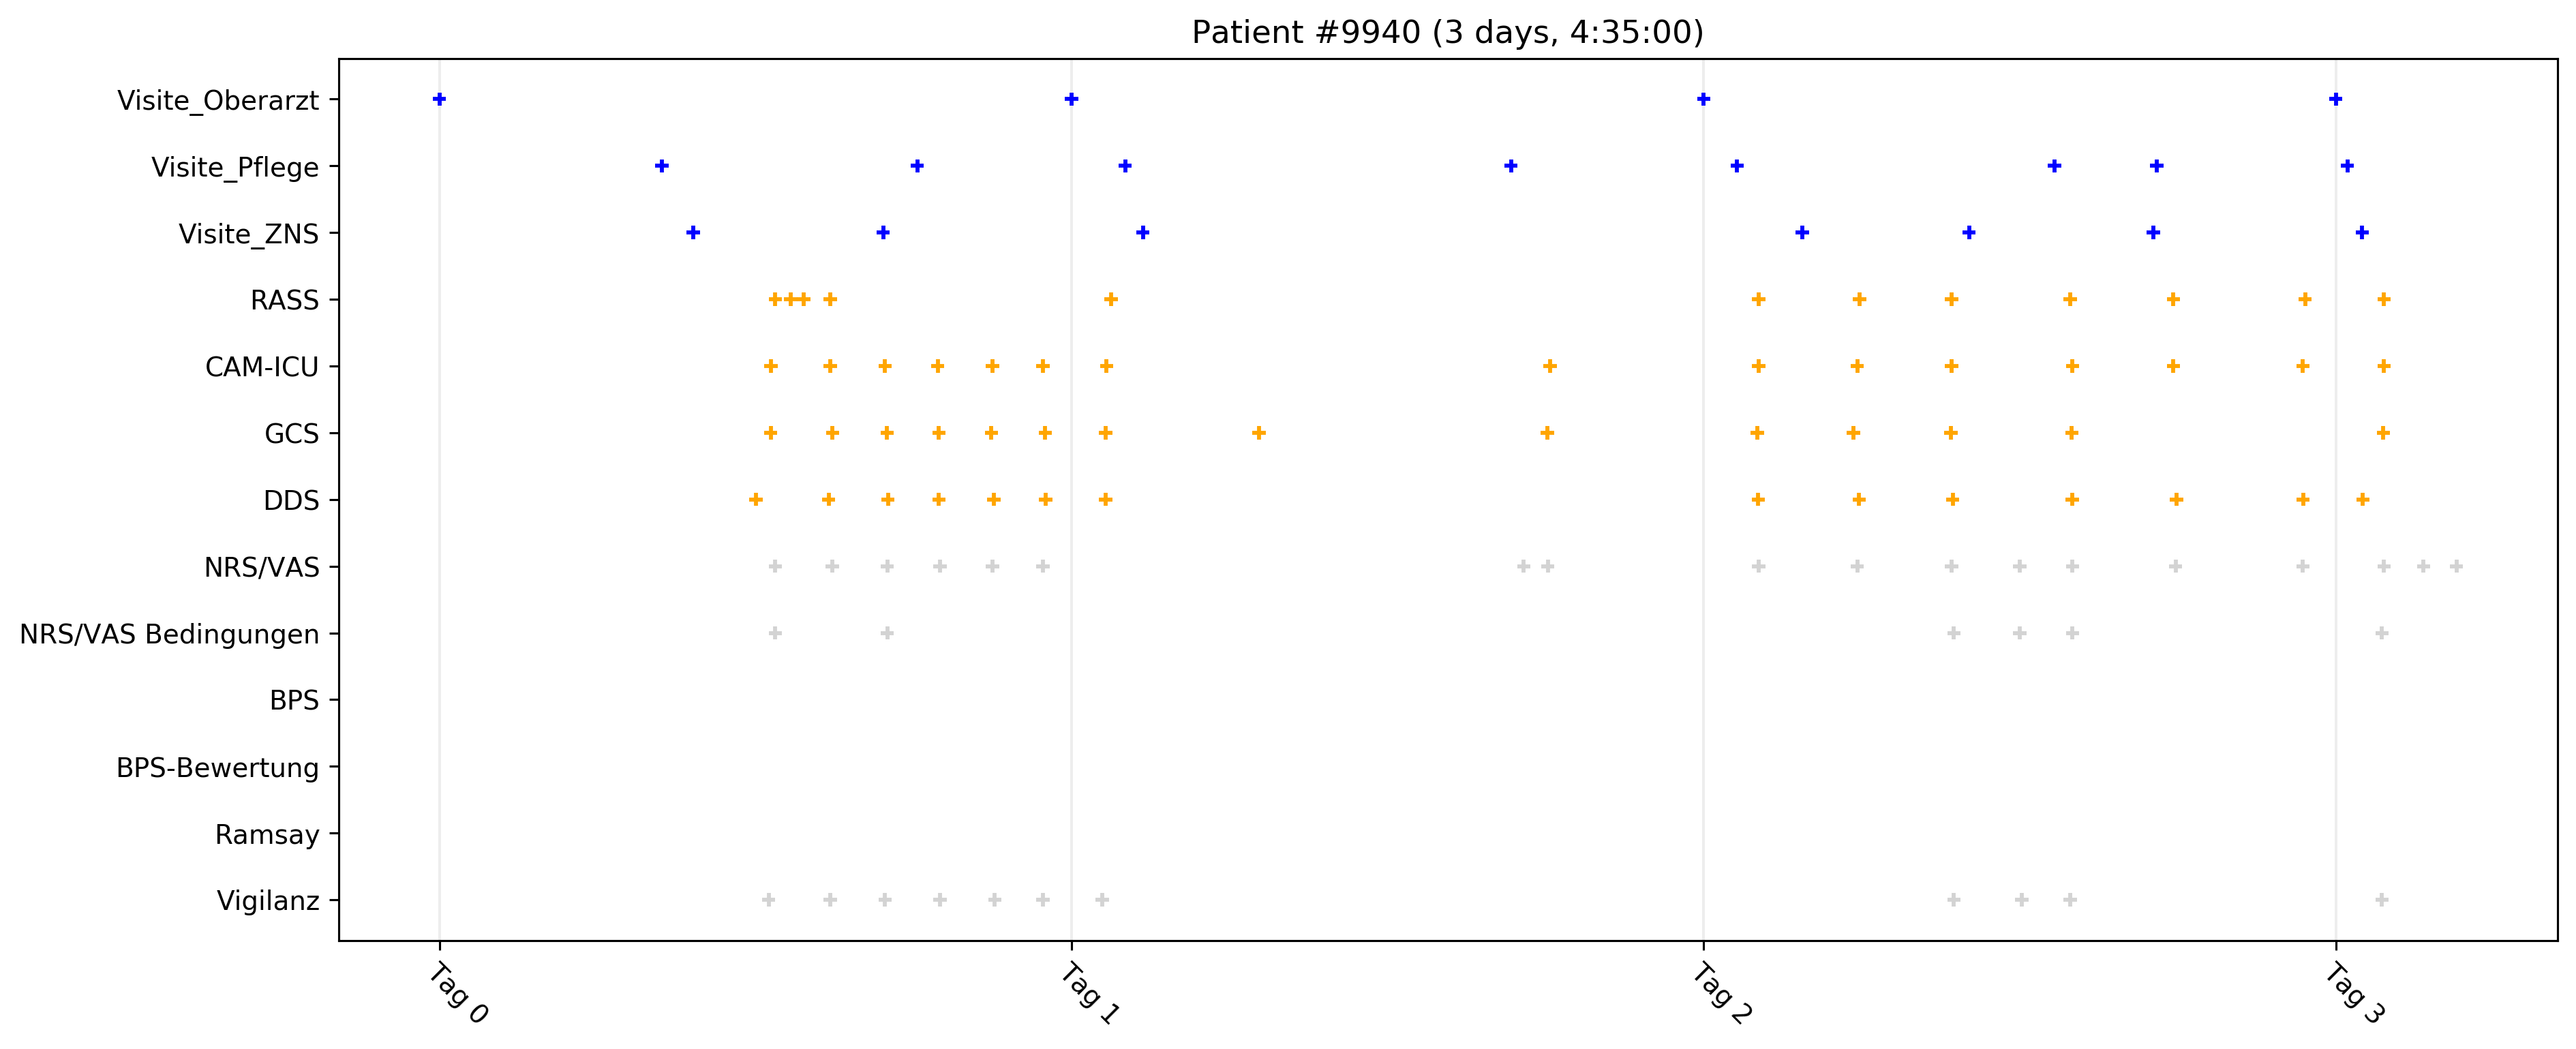 Patient #9940 (3 days, 4:35:00)
Visite_Oberarzt
Visite_Pflege
Visite_ZNS
RASS
CAM-ICU
GCS
DDS
NRS/VAS
NRS/VAS Bedingungen
BPS
BPS-Bewertung
Ramsay
Vigilanz
Tag 0
Tag 1
Tag 2
Tag 3